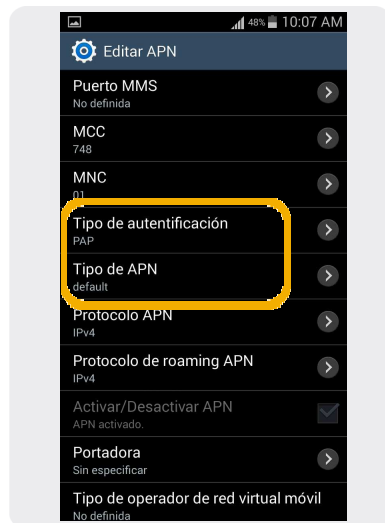 48% 10:07 AM
Editar APN
Puerto MMS
No definida
MCC
748
MNC
01
Tipo de autentificación
PAP
Tipo de APN
default
Protocolo APN
IPv4
Protocolo de roaming APN
IPv4
Activar/Desactivar APN
APN activado.
Portadora
Sin especificar
Tipo de operador de red virtual móvil
No definida